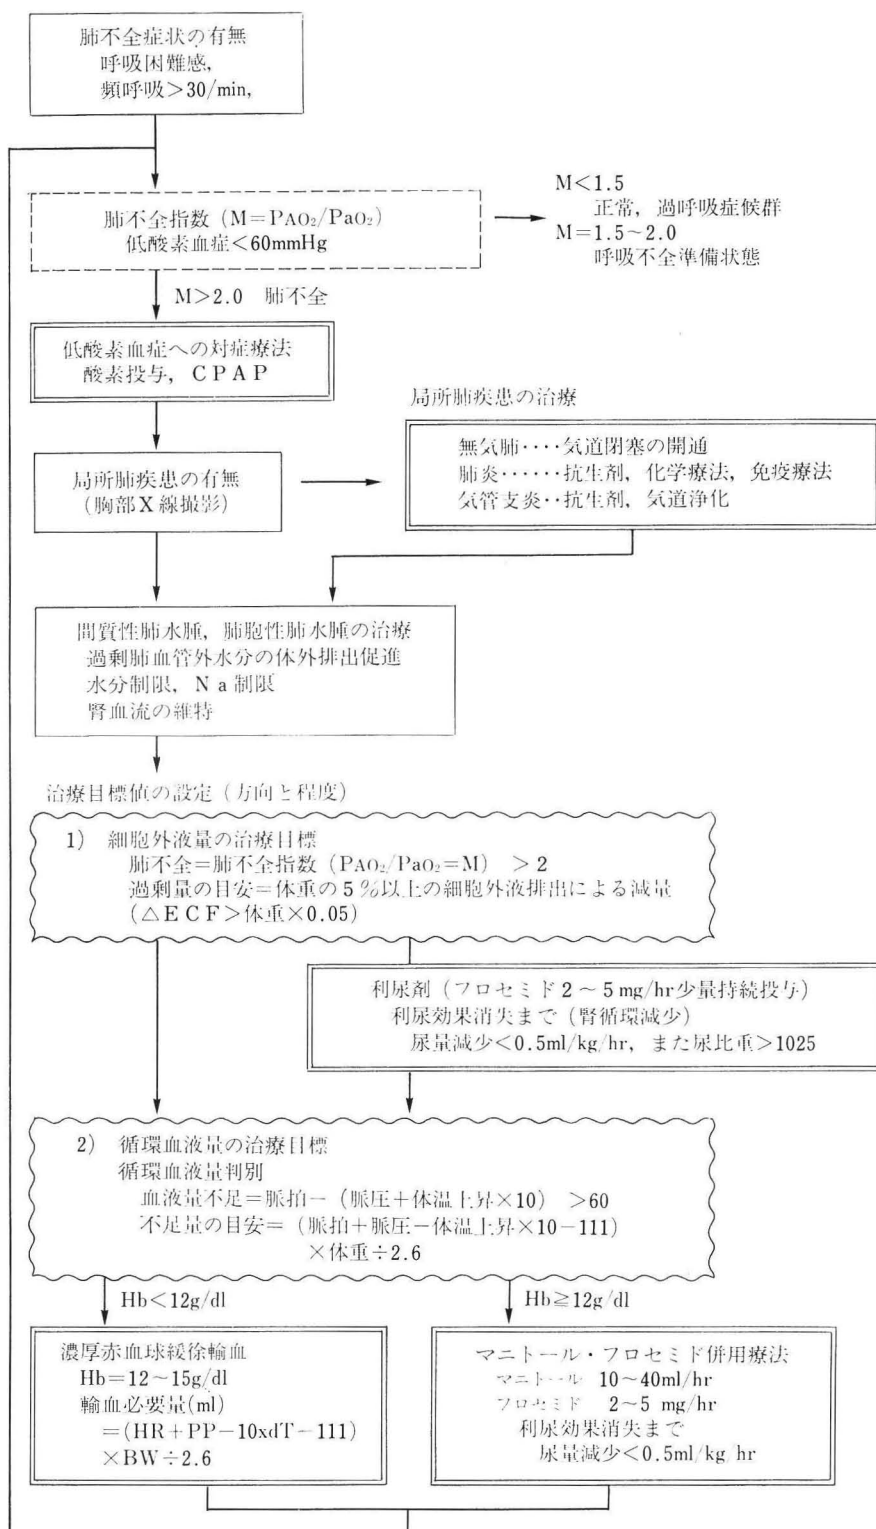 肺不全症状の有無
呼吸困難感,
頻呼吸>30/min,
肺不全指数 (M=PAO₂/PaO₂)
低酸素血症<60mmHg
M<1.5
正常, 過呼吸症候群
M=1.5~2.0
呼吸不全準備状態
M>2.0 肺不全
低酸素血症への対症療法
酸素投与, CPAP
局所肺疾患の治療
局所肺疾患の有無
(胸部X線撮影)
無気肺‥‥気道閉塞の開通
肺炎‥‥‥抗生剤, 化学療法, 免疫療法
気管支炎‥抗生剤, 気道浄化
間質性肺水腫, 肺胞性肺水腫の治療
過剰肺血管外水分の体外排出促進
水分制限, Na制限
腎血流の維特
治療目標値の設定 (方向と程度)
1) 細胞外液量の治療目標
肺不全=肺不全指数 (PAO₂/PaO₂=M) >2
過剰量の目安=体重の5%以上の細胞外液排出による減量
(△ECF>体重×0.05)
利尿剤 (フロセミド2~5mg/hr少量持続投与)
利尿効果消失まで (腎循環減少)
尿量減少<0.5ml/kg/hr, また尿比重>1025
2) 循環血液量の治療目標
循環血液量判別
血液量不足=脈拍-(脈圧+体温上昇×10) >60
不足量の目安=(脈拍+脈圧-体温上昇×10-111)
×体重÷2.6
Hb<12g/dl
Hb≧12g/dl
濃厚赤血球緩徐輸血
Hb=12~15g/dl
輸血必要量(ml)
=(HR+PP-10xdT-111)
×BW÷2.6
マニトール・フロセミド併用療法
マニトール 10~40ml/hr
フロセミド 2~5 mg/hr
利尿効果消失まで
尿量減少<0.5ml/kg/hr